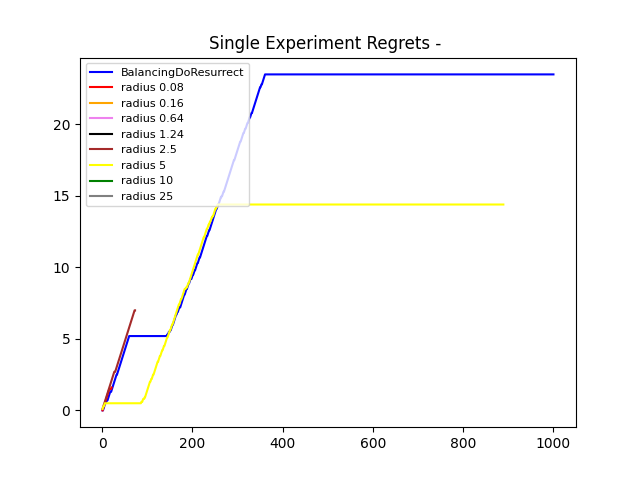 Single Experiment Regrets -
BalancingDoResurrect
radius 0.08
radius 0.16
radius 0.64
radius 1.24
radius 2.5
radius 5
radius 10
radius 25
20
15
10
5
0
0 200 400 600 800 1000